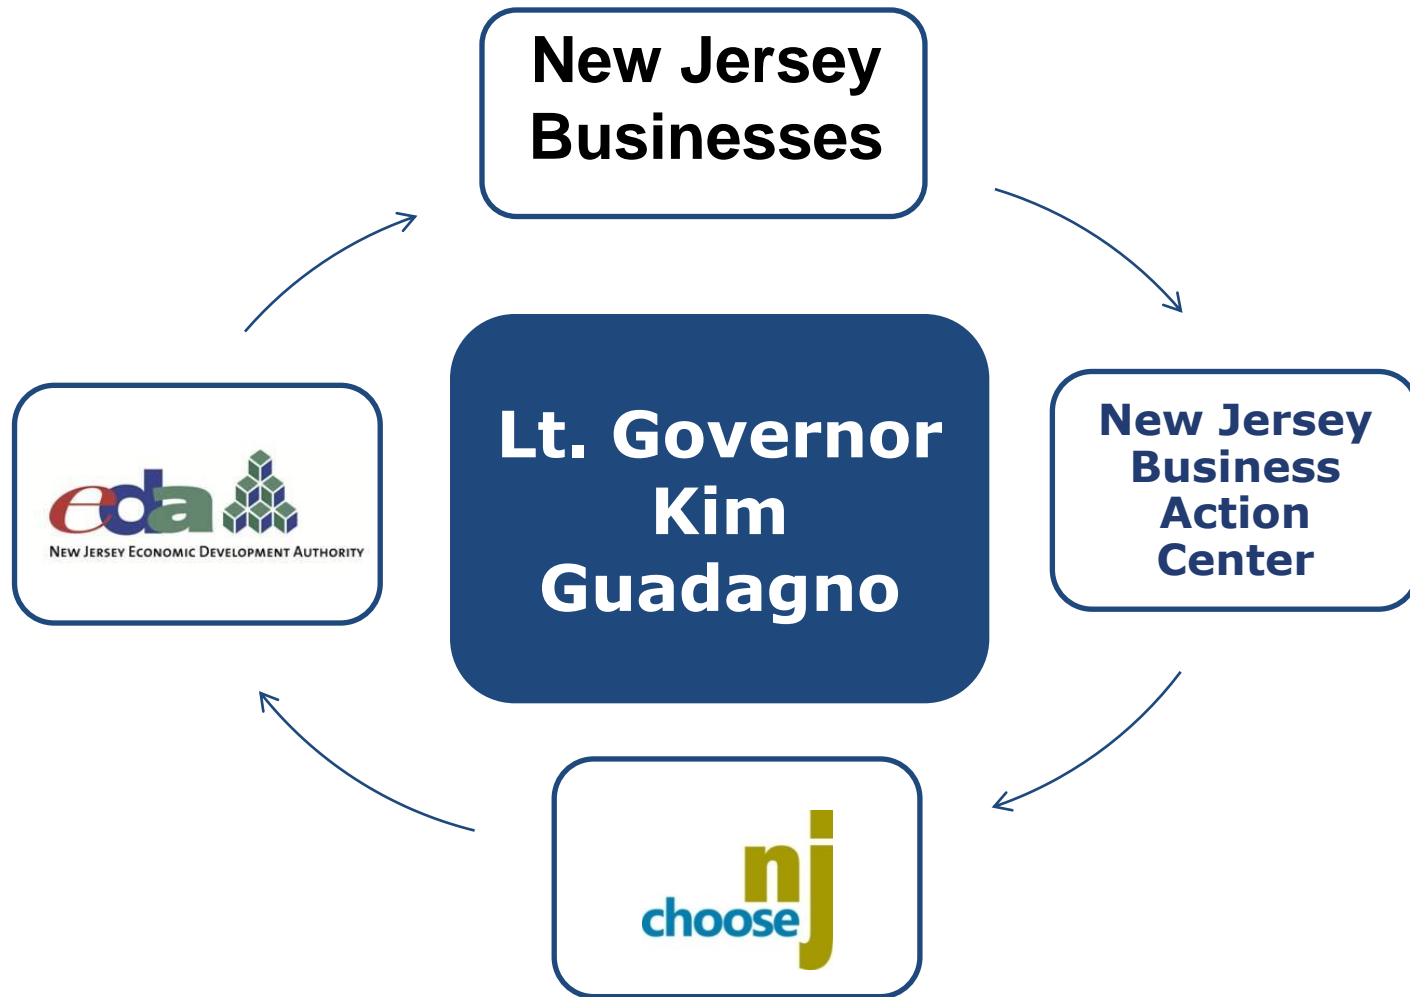 New Jersey
Businesses
Lt. Governor
Kim
Guadagno
New Jersey
Business
Action
Center
eda
NEW JERSEY ECONOMIC DEVELOPMENT AUTHORITY
nj
choose